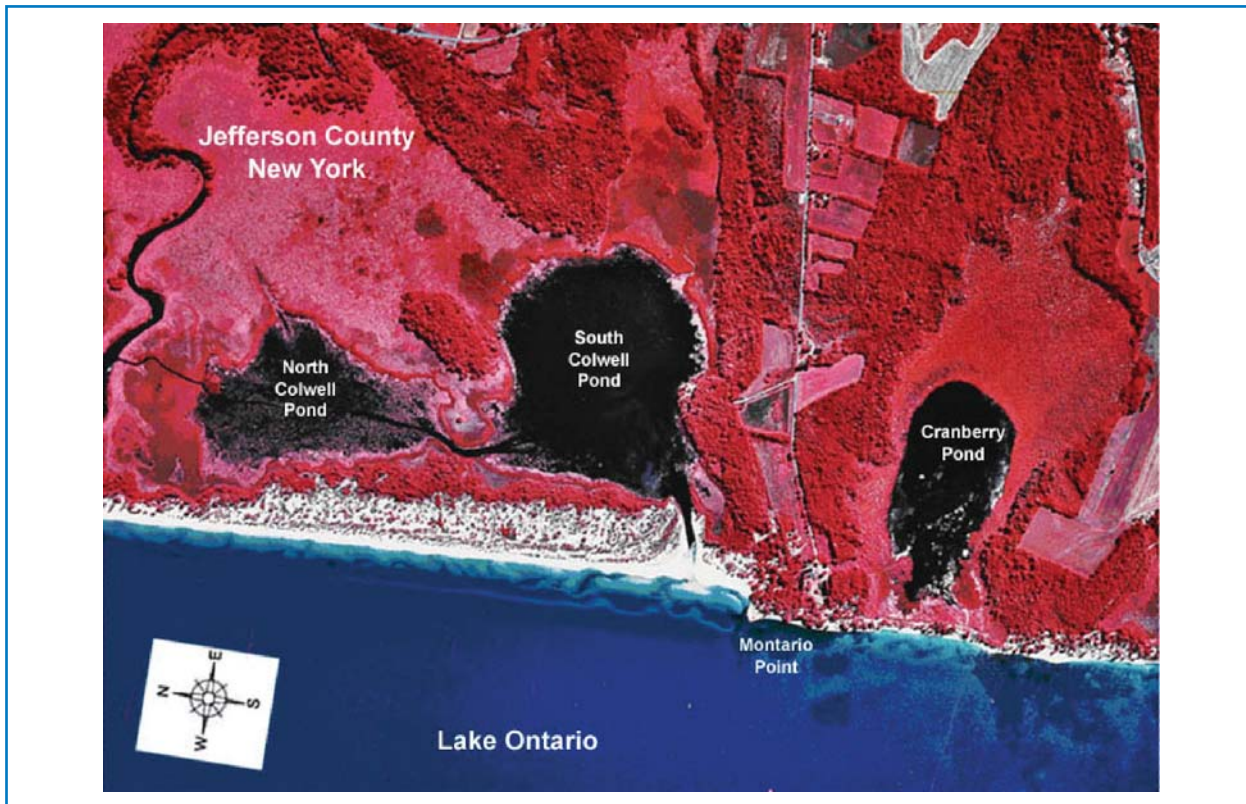 Jefferson County
New York
North
Colwell
Pond
South
Colwell
Pond
Cranberry
Pond
Montario
Point
Lake Ontario
N
E
S
W